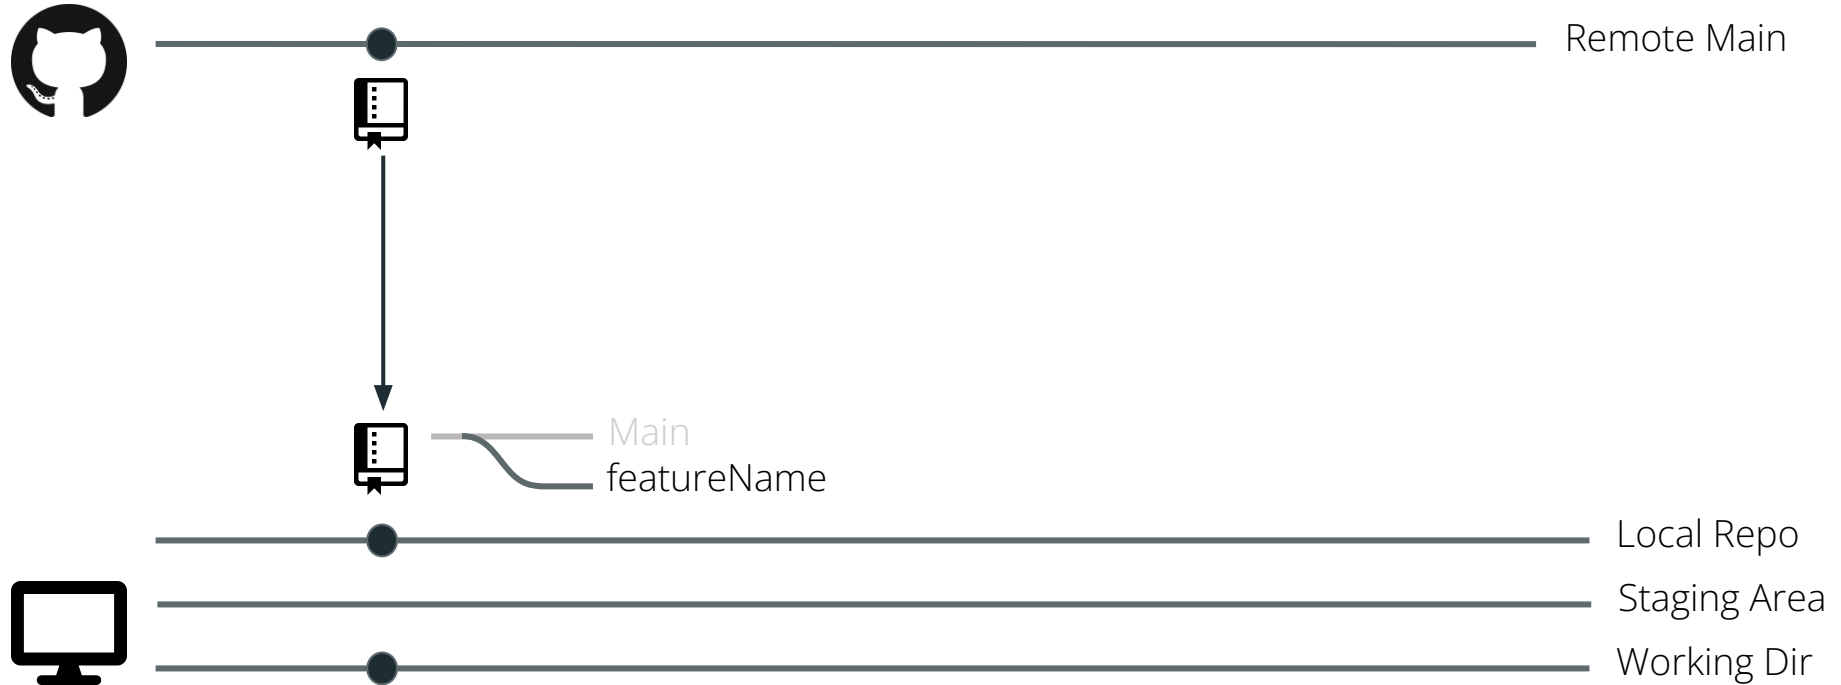 Remote Main
Main
featureName
Local Repo
Staging Area
Working Dir